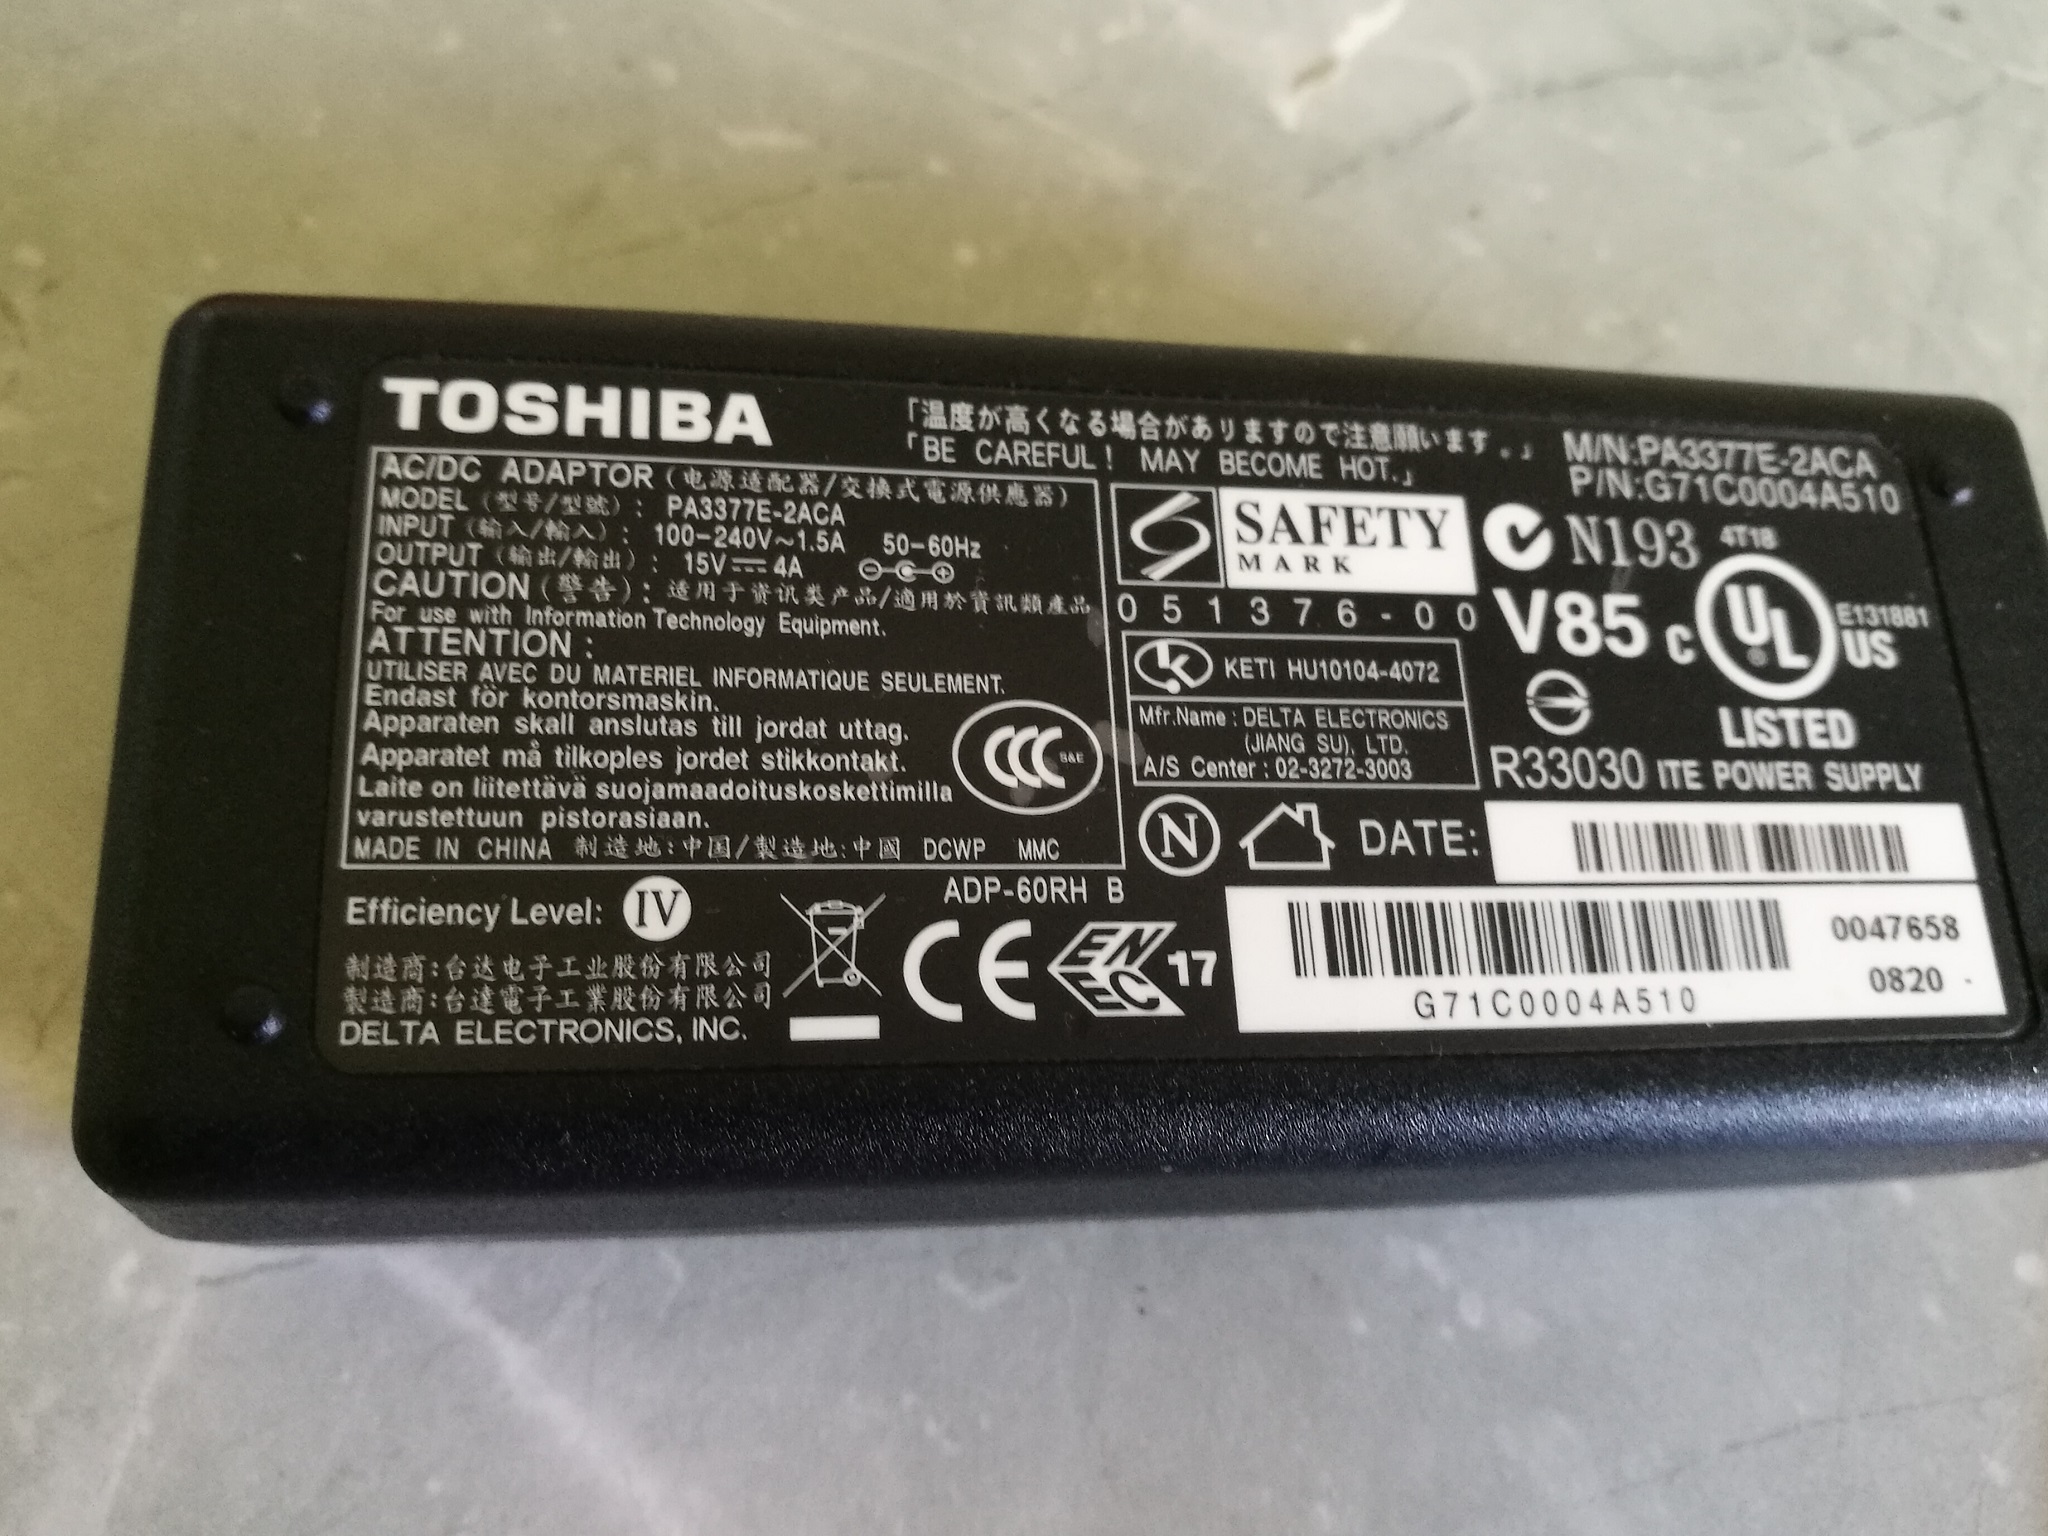 TOSHIBA
「温度が高くなる場合がありますので注意願います。」
「BE CAREFUL! MAY BECOME HOT.」
M/N:PA3377E-2ACA
P/N:G71C0004A510
AC/DC ADAPTOR (电源适配器/交換式電源供應器)
MODEL (型号/型號): PA3377E-2ACA
INPUT (输入/輸入): 100-240V~1.5A 50-60Hz
OUTPUT (输出/輸出): 15V⎓4A
CAUTION (警告): 适用于资讯类产品/適用於資訊類產品
For use with Information Technology Equipment.
ATTENTION:
UTILISER AVEC DU MATERIEL INFORMATIQUE SEULEMENT.
Endast för kontorsmaskin.
Apparaten skall anslutas till jordat uttag.
Apparatet må tilkoples jordet stikkontakt.
Laite on liitettävä suojamaadoituskoskettimilla
varustettuun pistorasiaan.
MADE IN CHINA 制造地:中国/製造地:中國 DCWP MMC
CCC S&E
SAFETY
MARK
051376-00
N193
4T18
V85
C UL US
E131881
LISTED
ITE POWER SUPPLY
KETI HU10104-4072
Mfr.Name : DELTA ELECTRONICS
(JIANG SU), LTD.
A/S Center : 02-3272-3003
R33030
N
DATE:
Efficiency Level: IV
ADP-60RH B
制造商:台达电子工业股份有限公司
製造商:台達電子工業股份有限公司
DELTA ELECTRONICS, INC.
CE
ENEC 17
0047658
0820 -
G71C0004A510